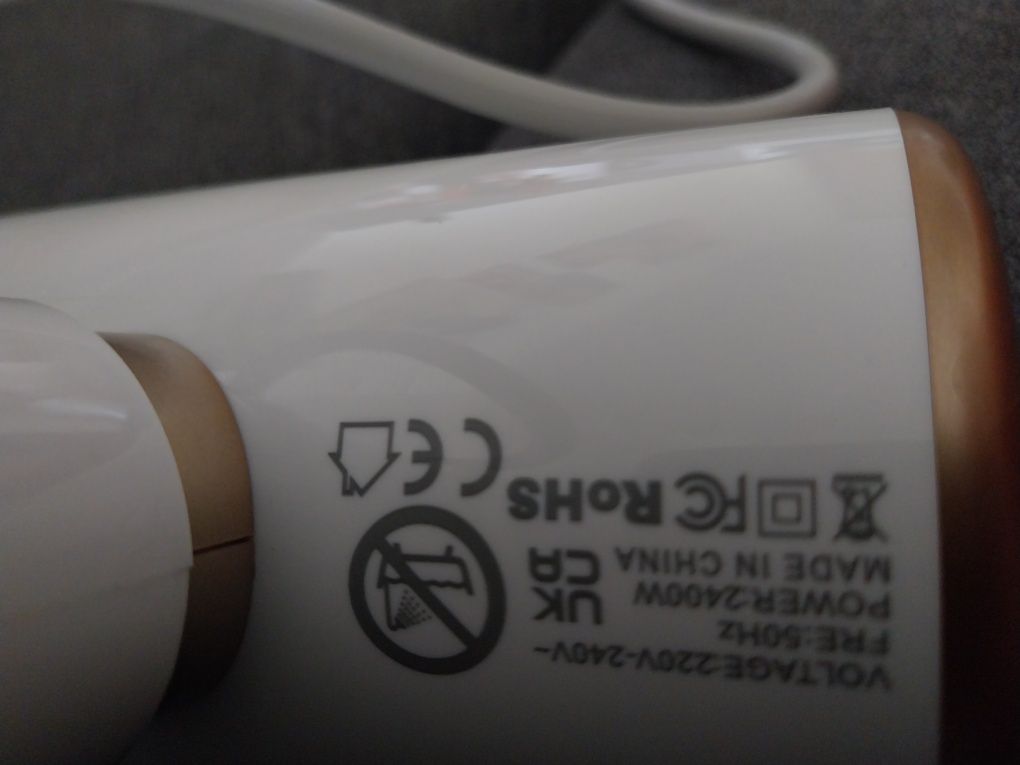 VOLTAGE:220V-240V~
FRE:50Hz
POWER:2400W
MADE IN CHINA
UK
CA
FC RoHS
CE